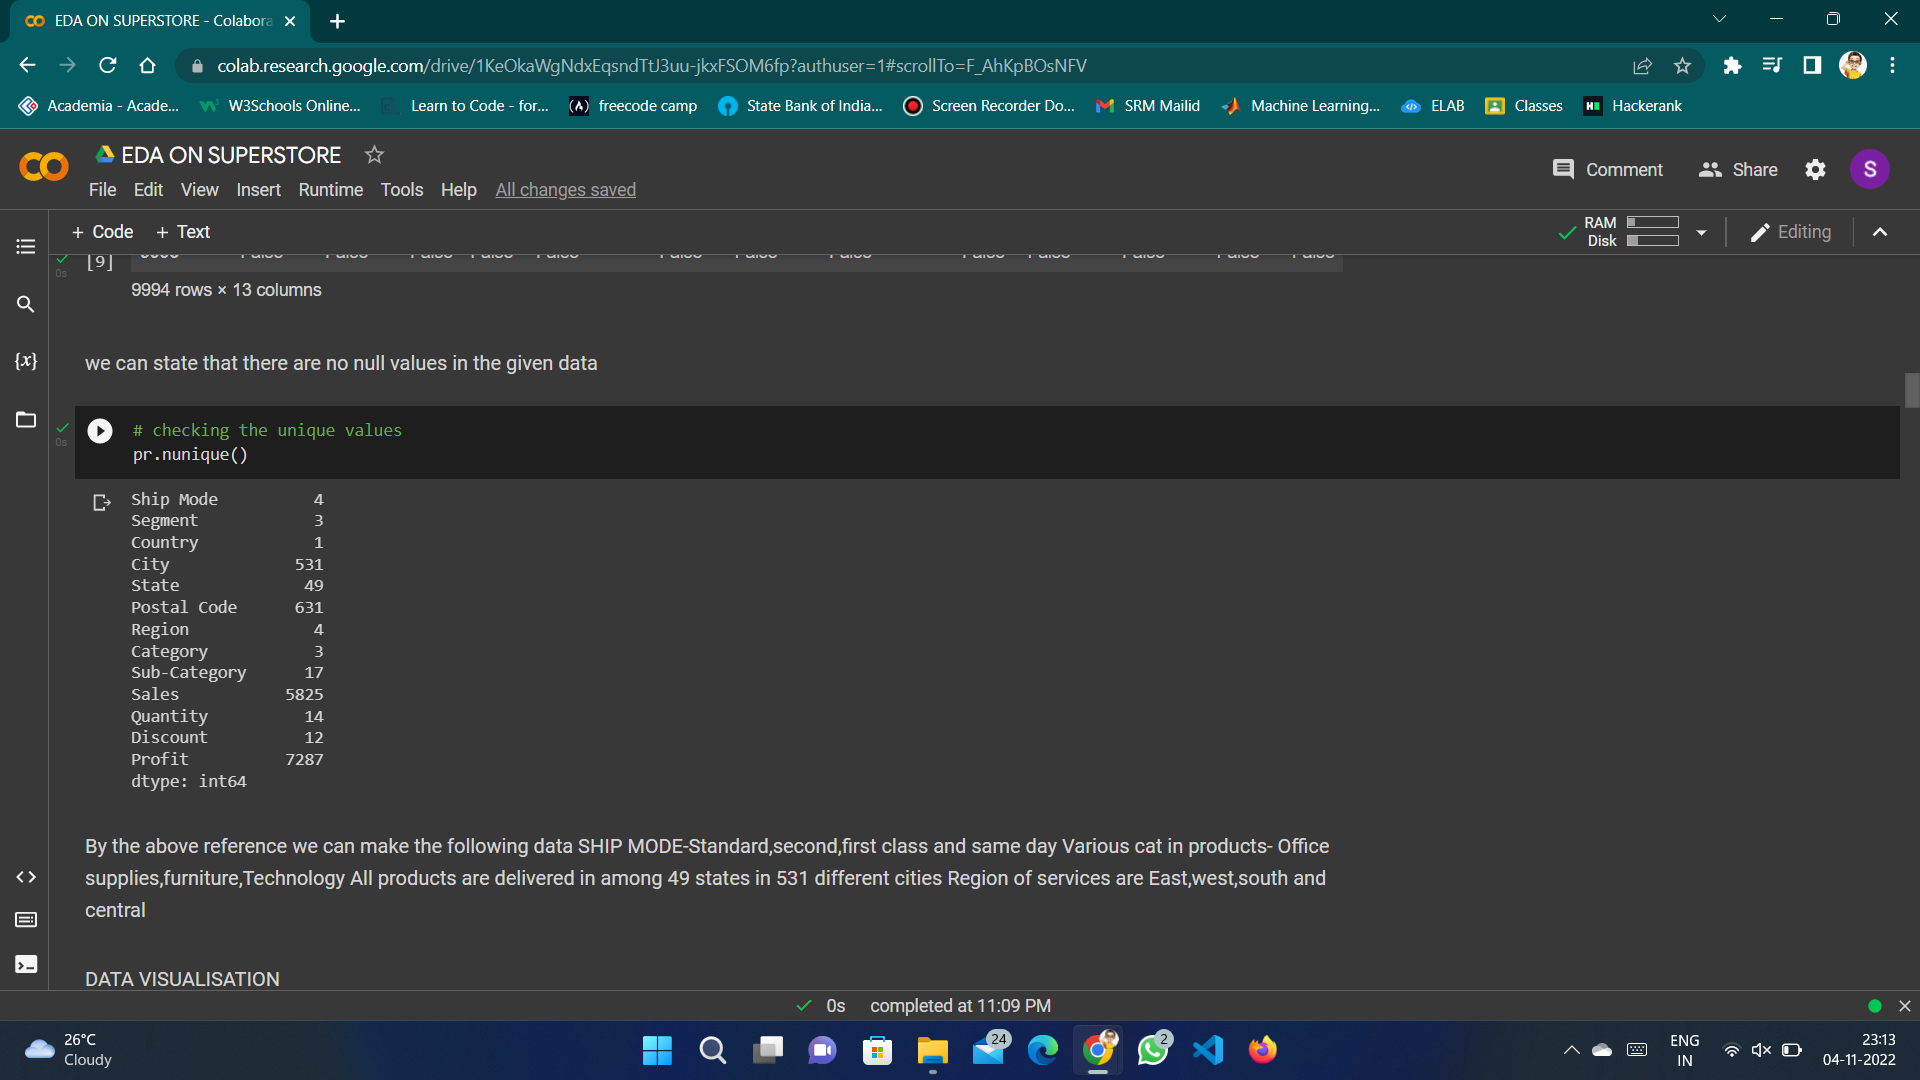 EDA ON SUPERSTORE - Colabora
colab.research.google.com/drive/1KeOkaWgNdxEqsndTtJ3uu-jkxFSOM6fp?authuser=1#scrollTo=F_AhKpBOsNFV
Academia - Acade... W3Schools Online... Learn to Code - for... freecode camp State Bank of India... Screen Recorder Do... SRM Mailid Machine Learning... ELAB Classes Hackerank
EDA ON SUPERSTORE
Comment Share S
File Edit View Insert Runtime Tools Help All changes saved
+ Code + Text
RAM
Disk
Editing
[9]
0s
9994 rows × 13 columns
we can state that there are no null values in the given data
0s
# checking the unique values
pr.nunique()
Ship Mode 4
Segment 3
Country 1
City 531
State 49
Postal Code 631
Region 4
Category 3
Sub-Category 17
Sales 5825
Quantity 14
Discount 12
Profit 7287
dtype: int64
By the above reference we can make the following data SHIP MODE-Standard,second,first class and same day Various cat in products- Office
supplies,furniture,Technology All products are delivered in among 49 states in 531 different cities Region of services are East,west,south and
central
DATA VISUALISATION
0s completed at 11:09 PM
26°C
Cloudy
24
2
ENG
IN
23:13
04-11-2022